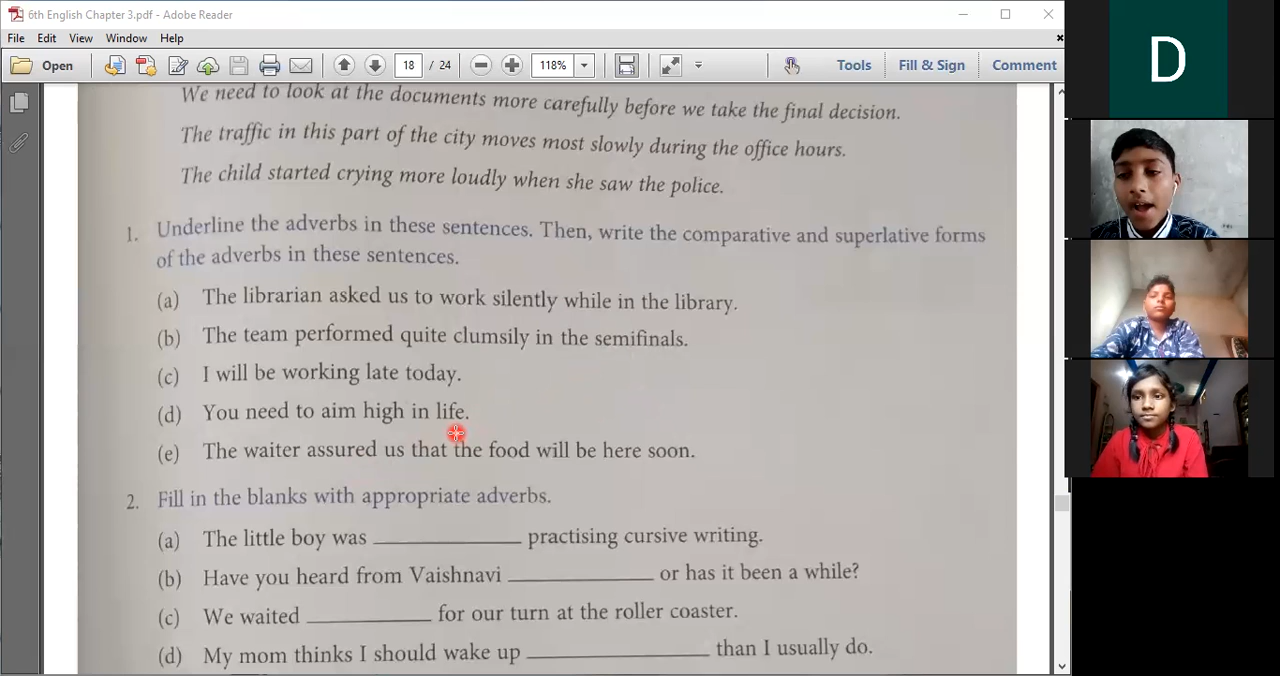 6th English Chapter 3.pdf - Adobe Reader
File Edit View Window Help
Open 18 / 24 118% Tools Fill & Sign Comment
We need to look at the documents more carefully before we take the final decision.
The traffic in this part of the city moves most slowly during the office hours.
The child started crying more loudly when she saw the police.
1. Underline the adverbs in these sentences. Then, write the comparative and superlative forms
of the adverbs in these sentences.
(a) The librarian asked us to work silently while in the library.
(b) The team performed quite clumsily in the semifinals.
(c) I will be working late today.
(d) You need to aim high in life.
(e) The waiter assured us that the food will be here soon.
2. Fill in the blanks with appropriate adverbs.
(a) The little boy was ____________ practising cursive writing.
(b) Have you heard from Vaishnavi ____________ or has it been a while?
(c) We waited ____________ for our turn at the roller coaster.
(d) My mom thinks I should wake up ____________ than I usually do.
D